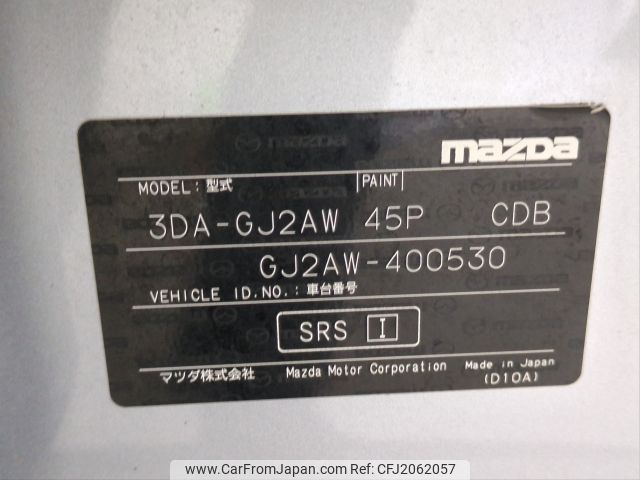 mazda
MODEL:型式 PAINT
3DA-GJ2AW 45P CDB
GJ2AW-400530
VEHICLE ID.NO.:車台番号
SRS I
マツダ株式会社 Mazda Motor Corporation Made in Japan
(D10A)
www.CarFromJapan.com | CFJ2062057